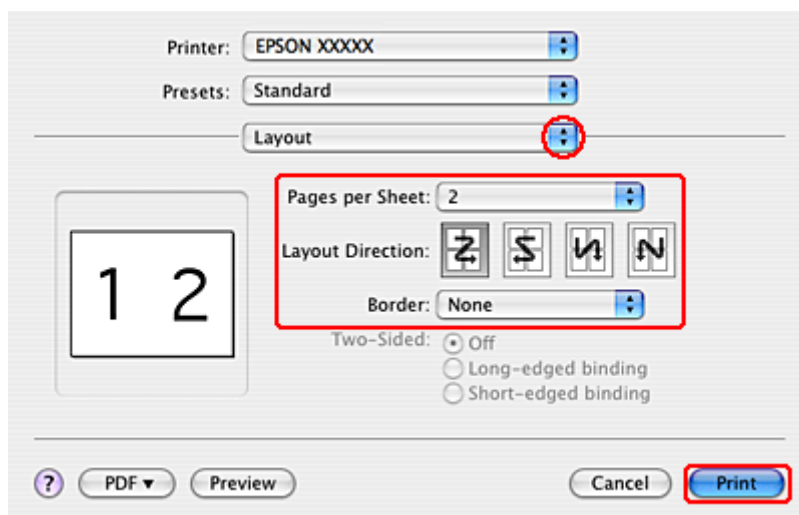 Printer: EPSON XXXXX
Presets: Standard
Layout
Pages per Sheet: 2
Layout Direction:
1 2
Border: None
Two-Sided: Off
Long-edged binding
Short-edged binding
? PDF▼ Preview Cancel Print